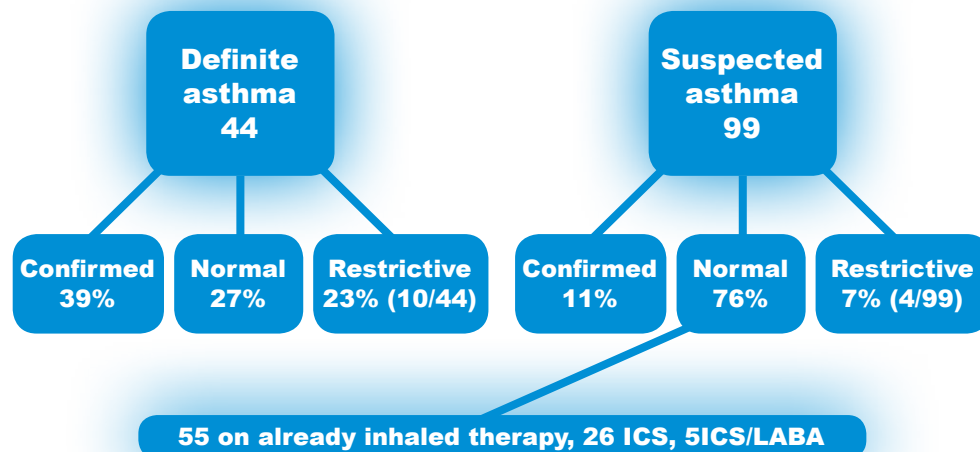 Definite
asthma
44
Suspected
asthma
99
Confirmed
39%
Normal
27%
Restrictive
23% (10/44)
Confirmed
11%
Normal
76%
Restrictive
7% (4/99)
55 on already inhaled therapy, 26 ICS, 5ICS/LABA